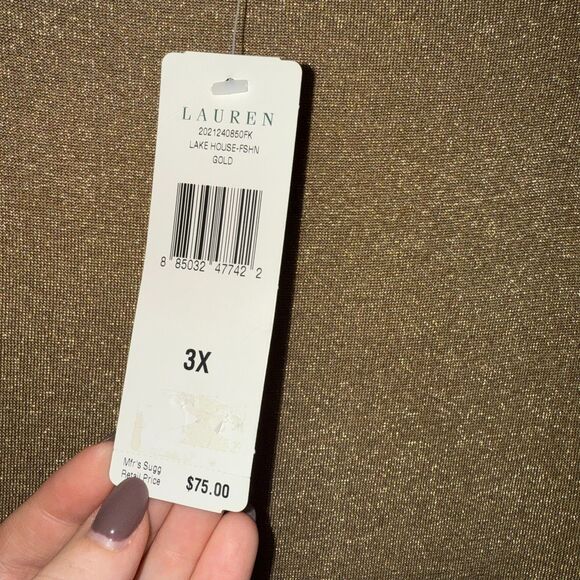 LAUREN
2021240850FK
LAKE HOUSE-FSHN
GOLD
8 85032 47742 2
3X
Mfr's Sugg
Retail Price $75.00